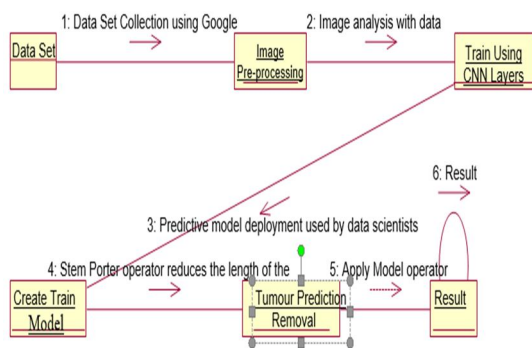 1: Data Set Collection using Google
2: Image analysis with data
Data Set
Image
Pre-processing
Train Using
CNN Layers
6: Result
3: Predictive model deployment used by data scientists
4: Stem Porter operator reduces the length of the
5: Apply Model operator
Create Train
Model
Tumour Prediction
Removal
Result